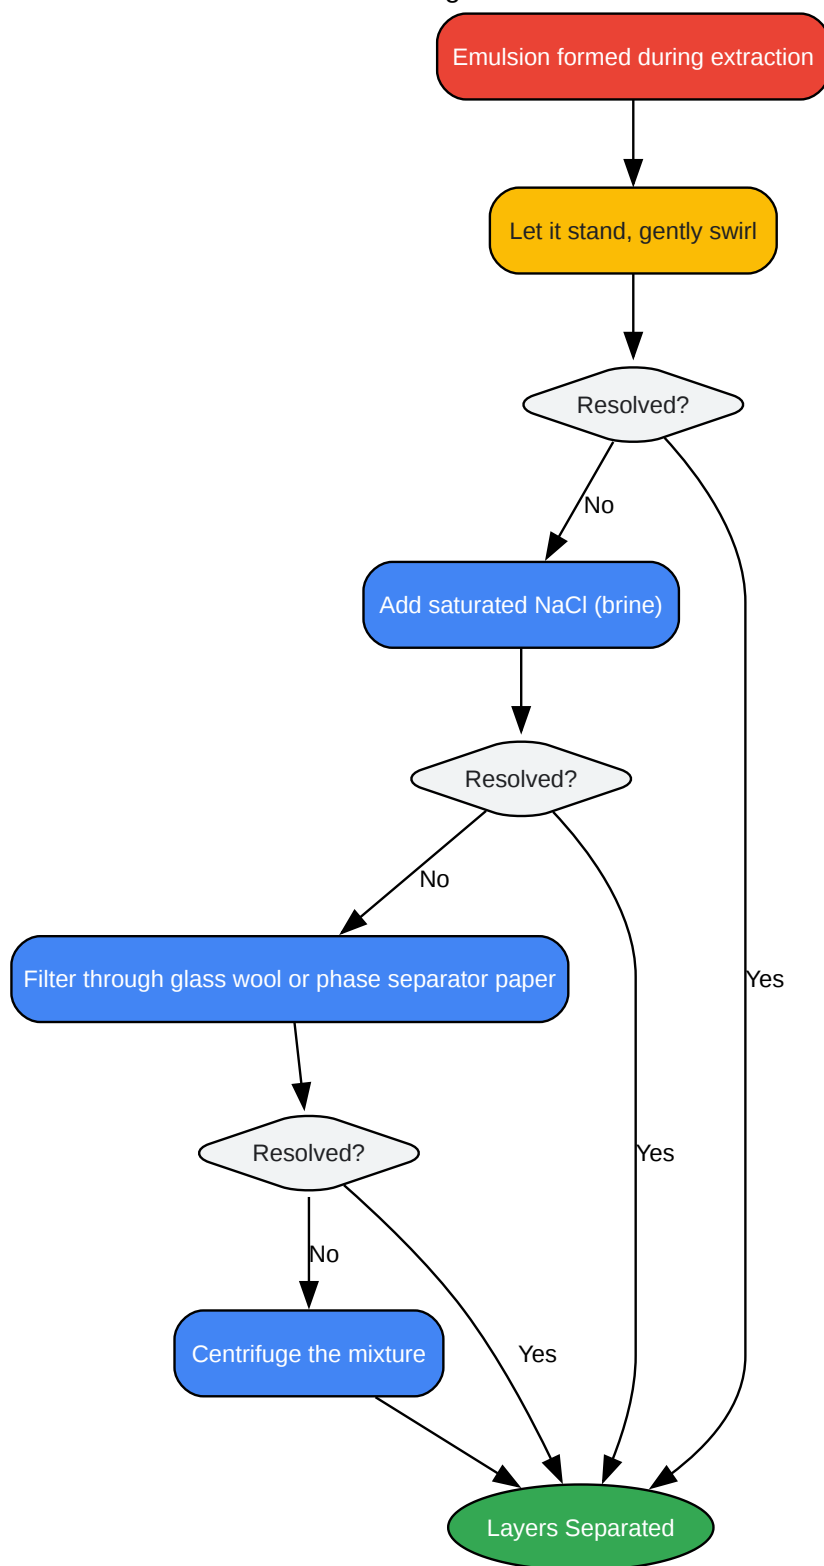 Emulsion formed during extraction
Let it stand, gently swirl
Resolved?
No
Add saturated NaCl (brine)
Resolved?
No
Filter through glass wool or phase separator paper
Yes
Resolved?
Yes
No
Centrifuge the mixture
Yes
Layers Separated